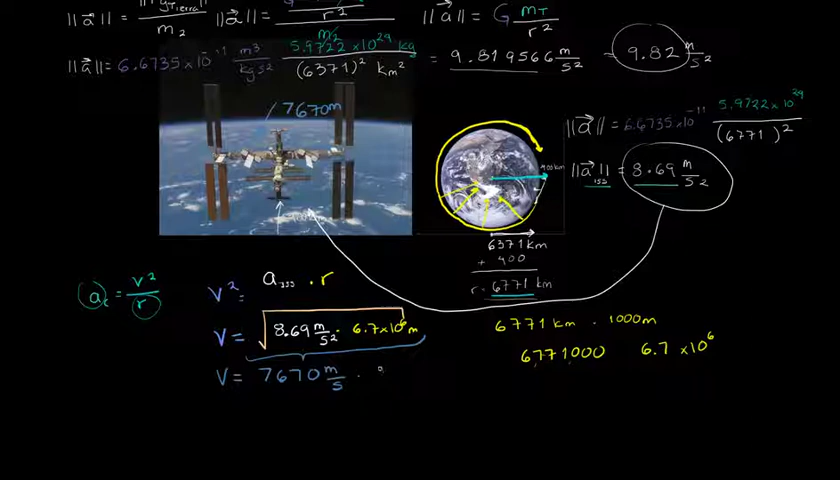 ||a⃗|| =
m₂
||a⃗|| =
r²
||a⃗|| = G m_T
r²
m²
||a⃗|| = 6.6735×10⁻¹¹ m3 5.9722×10²⁴ kg = 9.819566 m = 9.82 m
kg s² (6371)² km² s² s²
7670m
||a⃗|| = 6.6735×10⁻¹¹ 5.9722×10²⁴
(6771)²
400km
||a⃗|| = 8.69 m
s²
6371 km
+ 400
r = 6771 km
a_c = v²
r
v² = a_ISS · r
v = √8.69 m · 6.7×10⁶ m
s²
6771 km · 1000m
6771000 6.7 ×10⁶
v = 7670 m ·
s